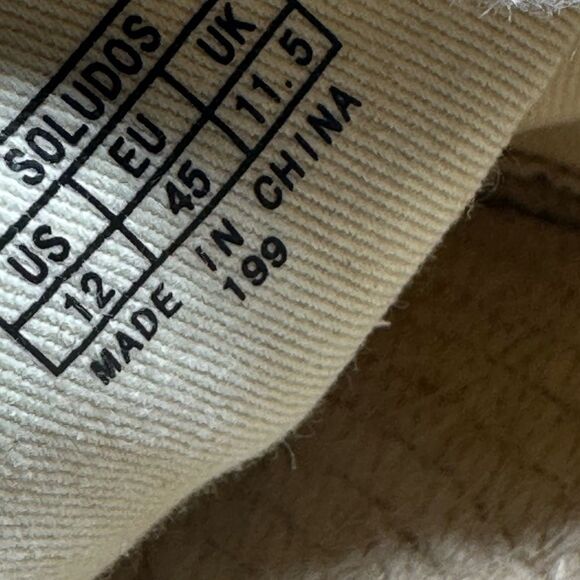 SOLUDOS
US EU UK
12 45 11.5
MADE IN CHINA
199